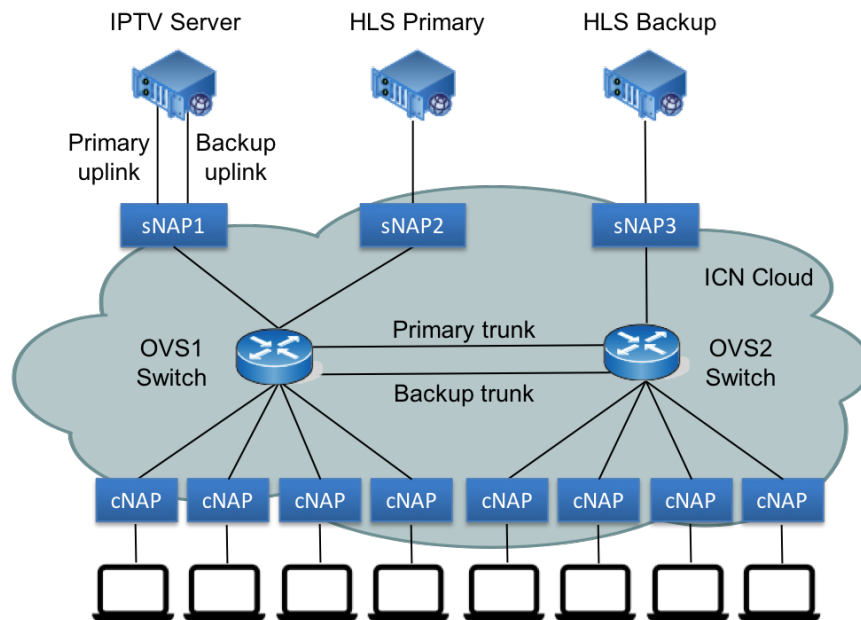 IPTV Server
HLS Primary
HLS Backup
Primary uplink
Backup uplink
sNAP1
sNAP2
sNAP3
ICN Cloud
OVS1 Switch
Primary trunk
Backup trunk
OVS2 Switch
cNAP
cNAP
cNAP
cNAP
cNAP
cNAP
cNAP
cNAP